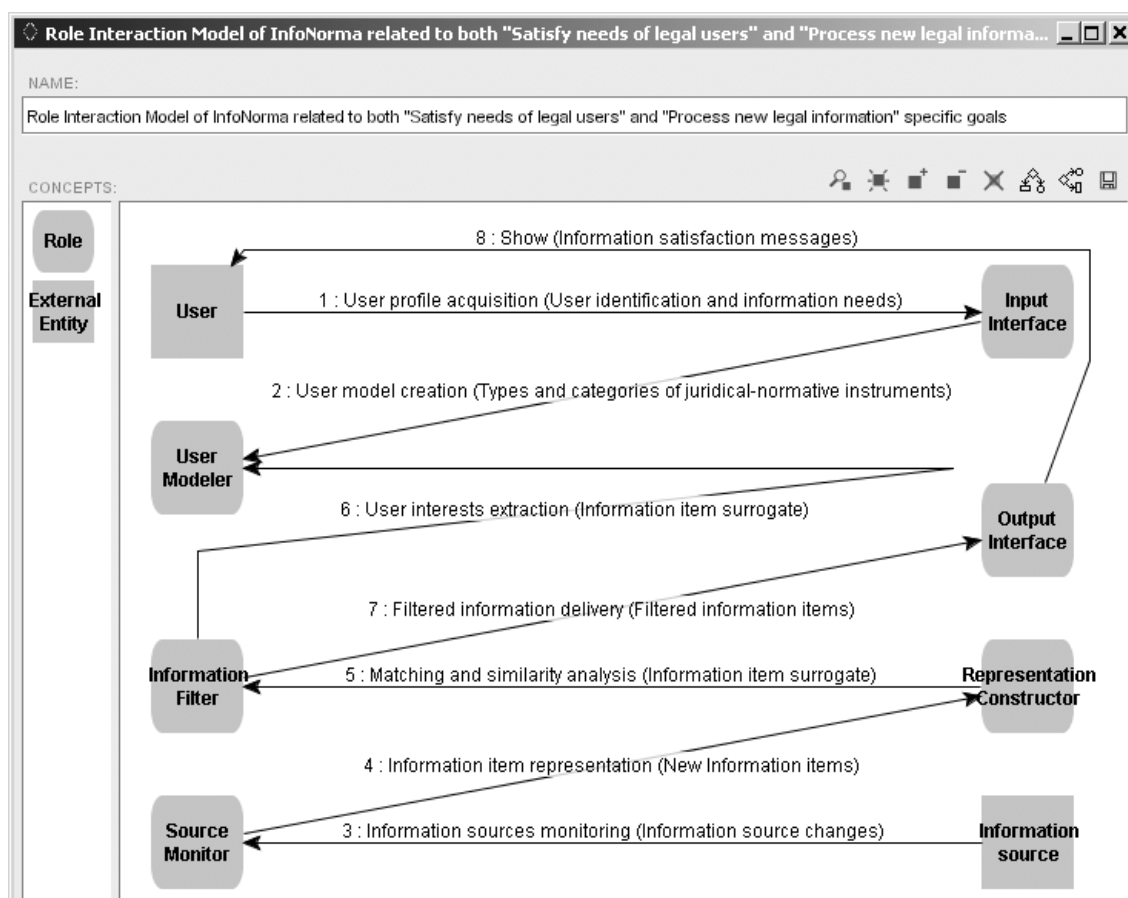 Role Interaction Model of InfoNorma related to both "Satisfy needs of legal users" and "Process new legal informa...
NAME:
Role Interaction Model of InfoNorma related to both "Satisfy needs of legal users" and "Process new legal information" specific goals
CONCEPTS:
Role
External
Entity
8 : Show (Information satisfaction messages)
User
1 : User profile acquisition (User identification and information needs)
Input
Interface
2 : User model creation (Types and categories of juridical-normative instruments)
User
Modeler
6 : User interests extraction (Information item surrogate)
Output
Interface
7 : Filtered information delivery (Filtered information items)
Information
Filter
5 : Matching and similarity analysis (Information item surrogate)
Representation
Constructor
4 : Information item representation (New Information items)
Source
Monitor
3 : Information sources monitoring (Information source changes)
Information
source